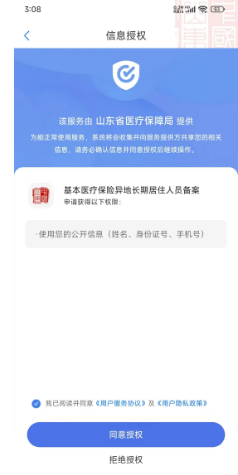 3:08
信息授权
该服务由 山东省医疗保障局 提供
为能正常使用服务，系统将会收集并向服务提供方共享您的相关
信息，请务必确认信息并同意授权后继续操作。
基本医疗保险异地长期居住人员备案
申请获得以下权限：
·使用您的公开信息（姓名、身份证号、手机号）
我已阅读并同意《用户服务协议》及《用户隐私政策》
同意授权
拒绝授权